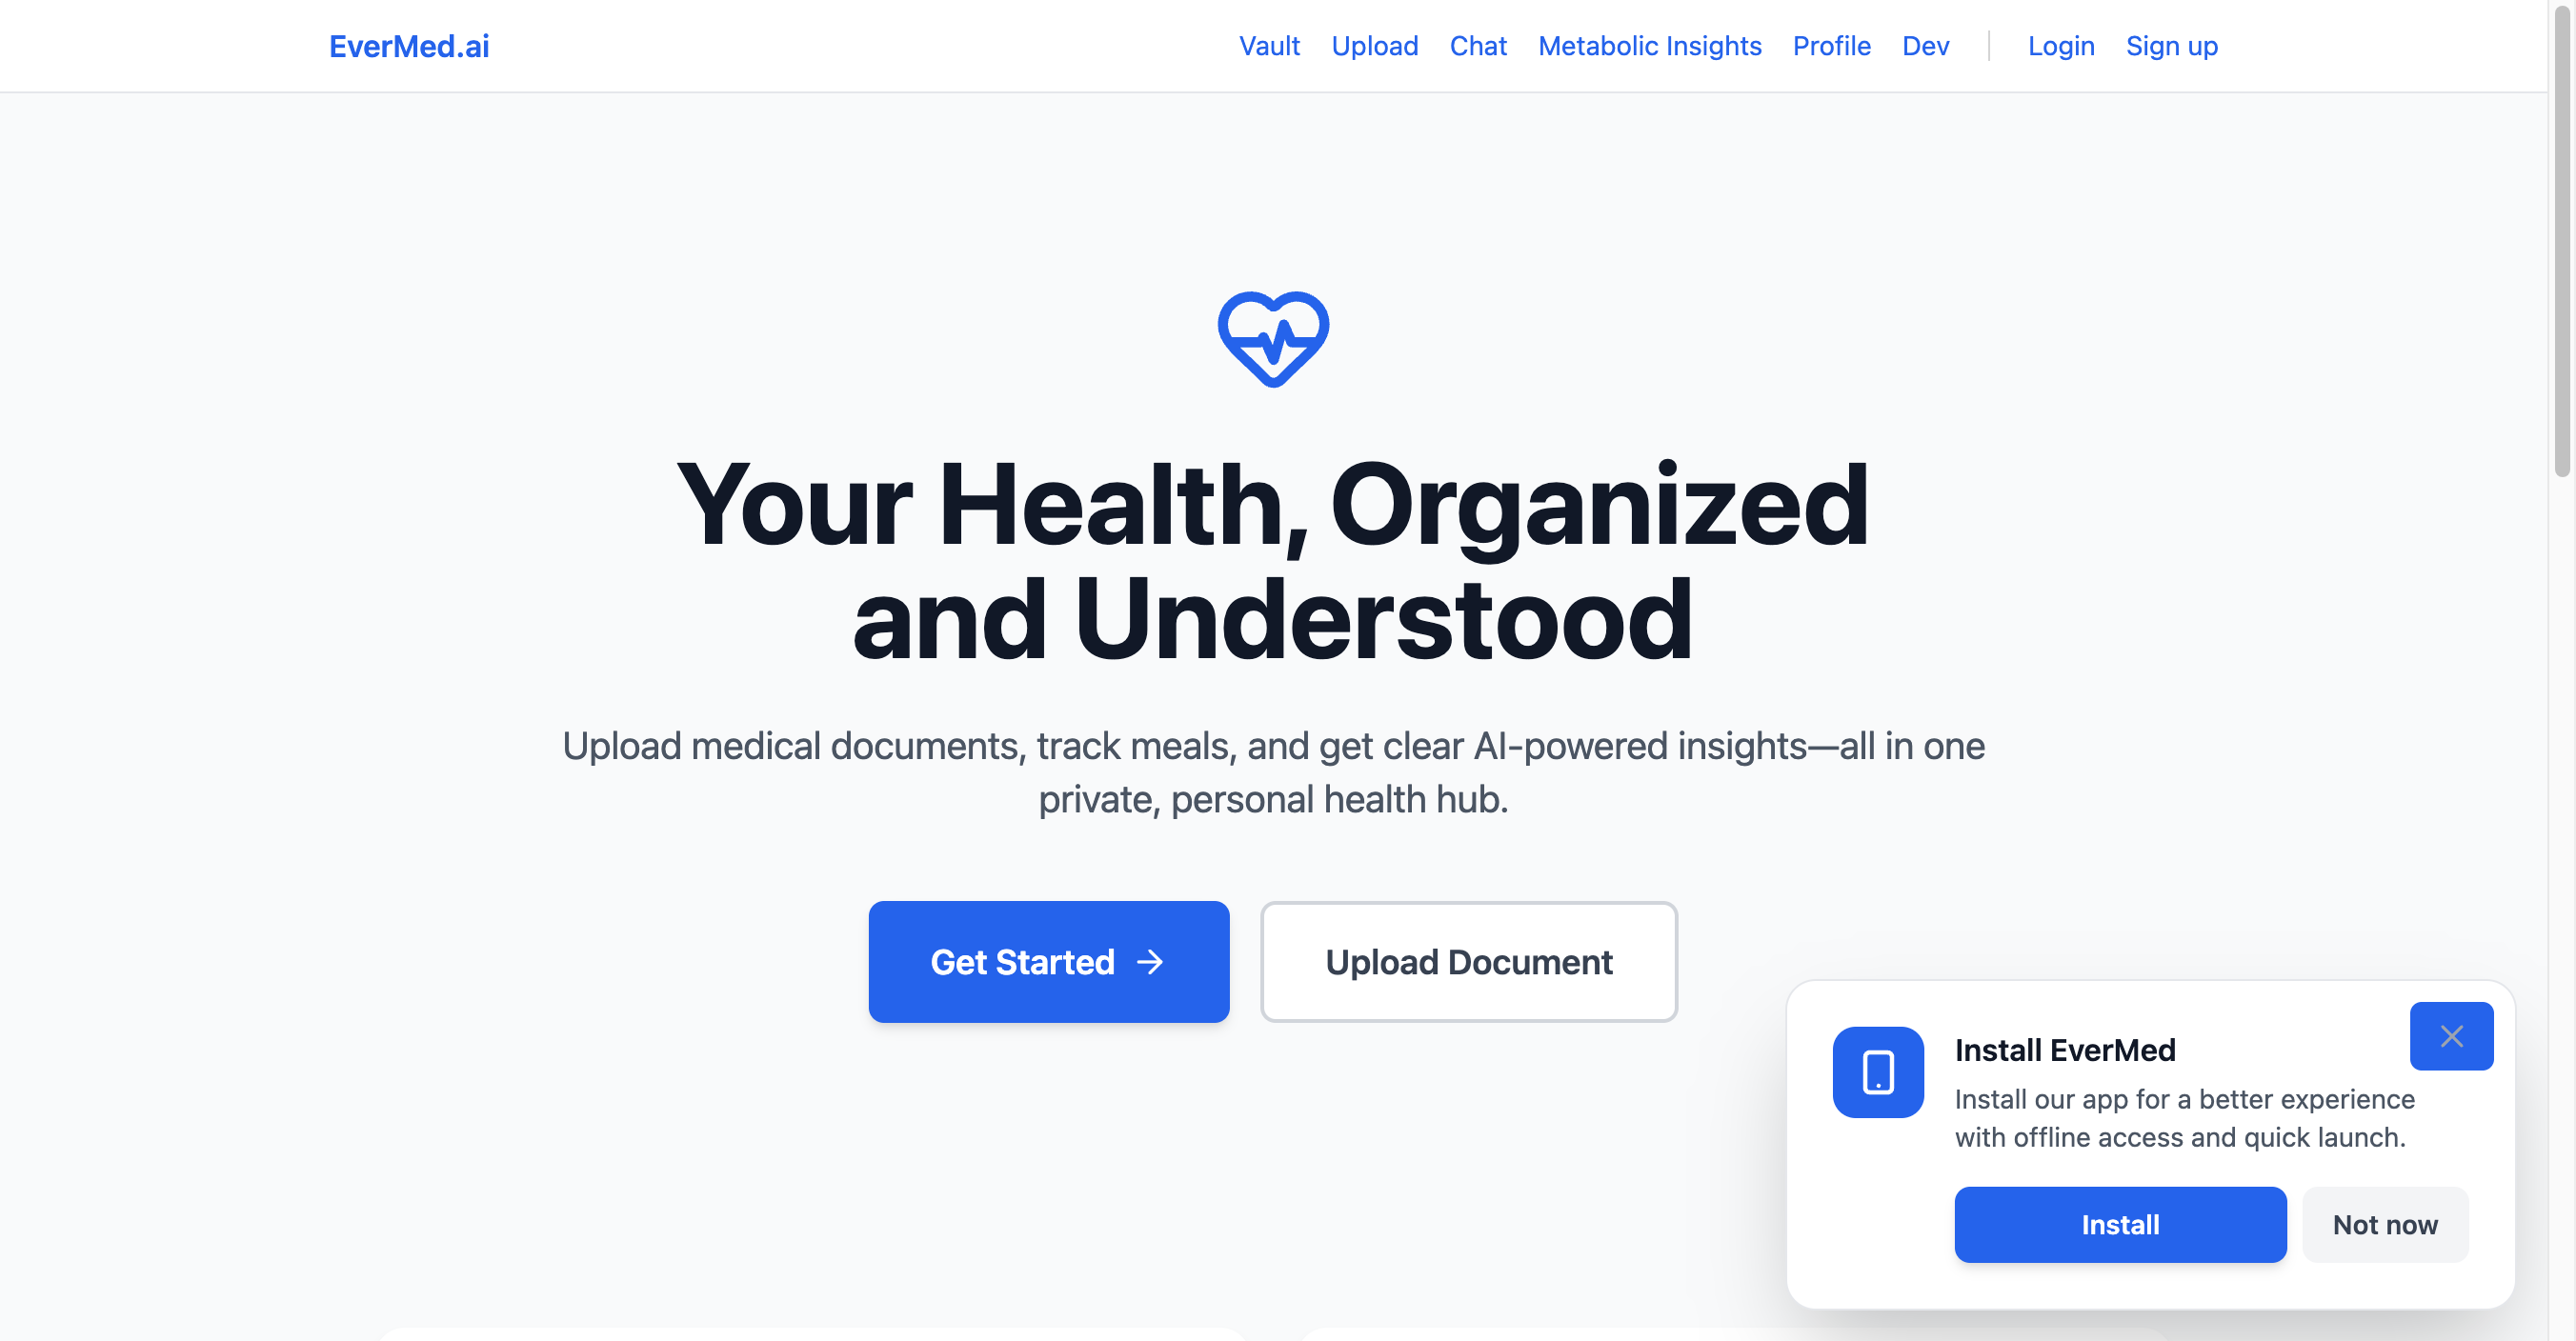 EverMed.ai
Vault Upload Chat Metabolic Insights Profile Dev Login Sign up
Your Health, Organized
and Understood
Upload medical documents, track meals, and get clear AI-powered insights—all in one
private, personal health hub.
Get Started →
Upload Document
Install EverMed
Install our app for a better experience
with offline access and quick launch.
Install
Not now